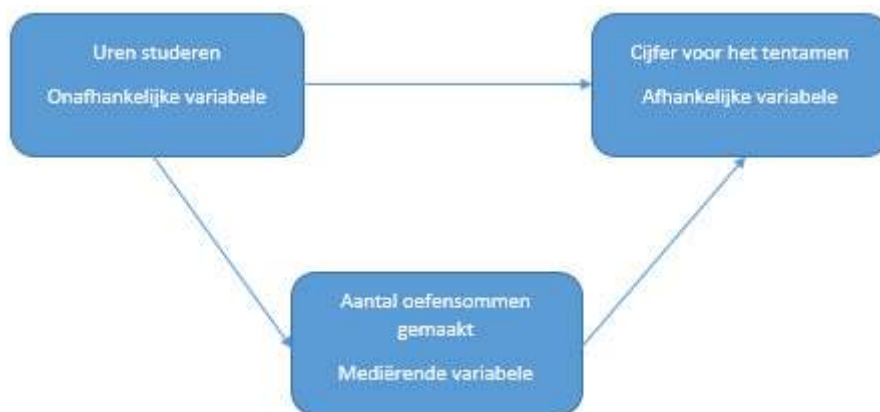 Uren studeren
Onafhankelijke variabele
Cijfer voor het tentamen
Afhankelijke variabele
Aantal oefensommen
gemaakt
Mediërende variabele